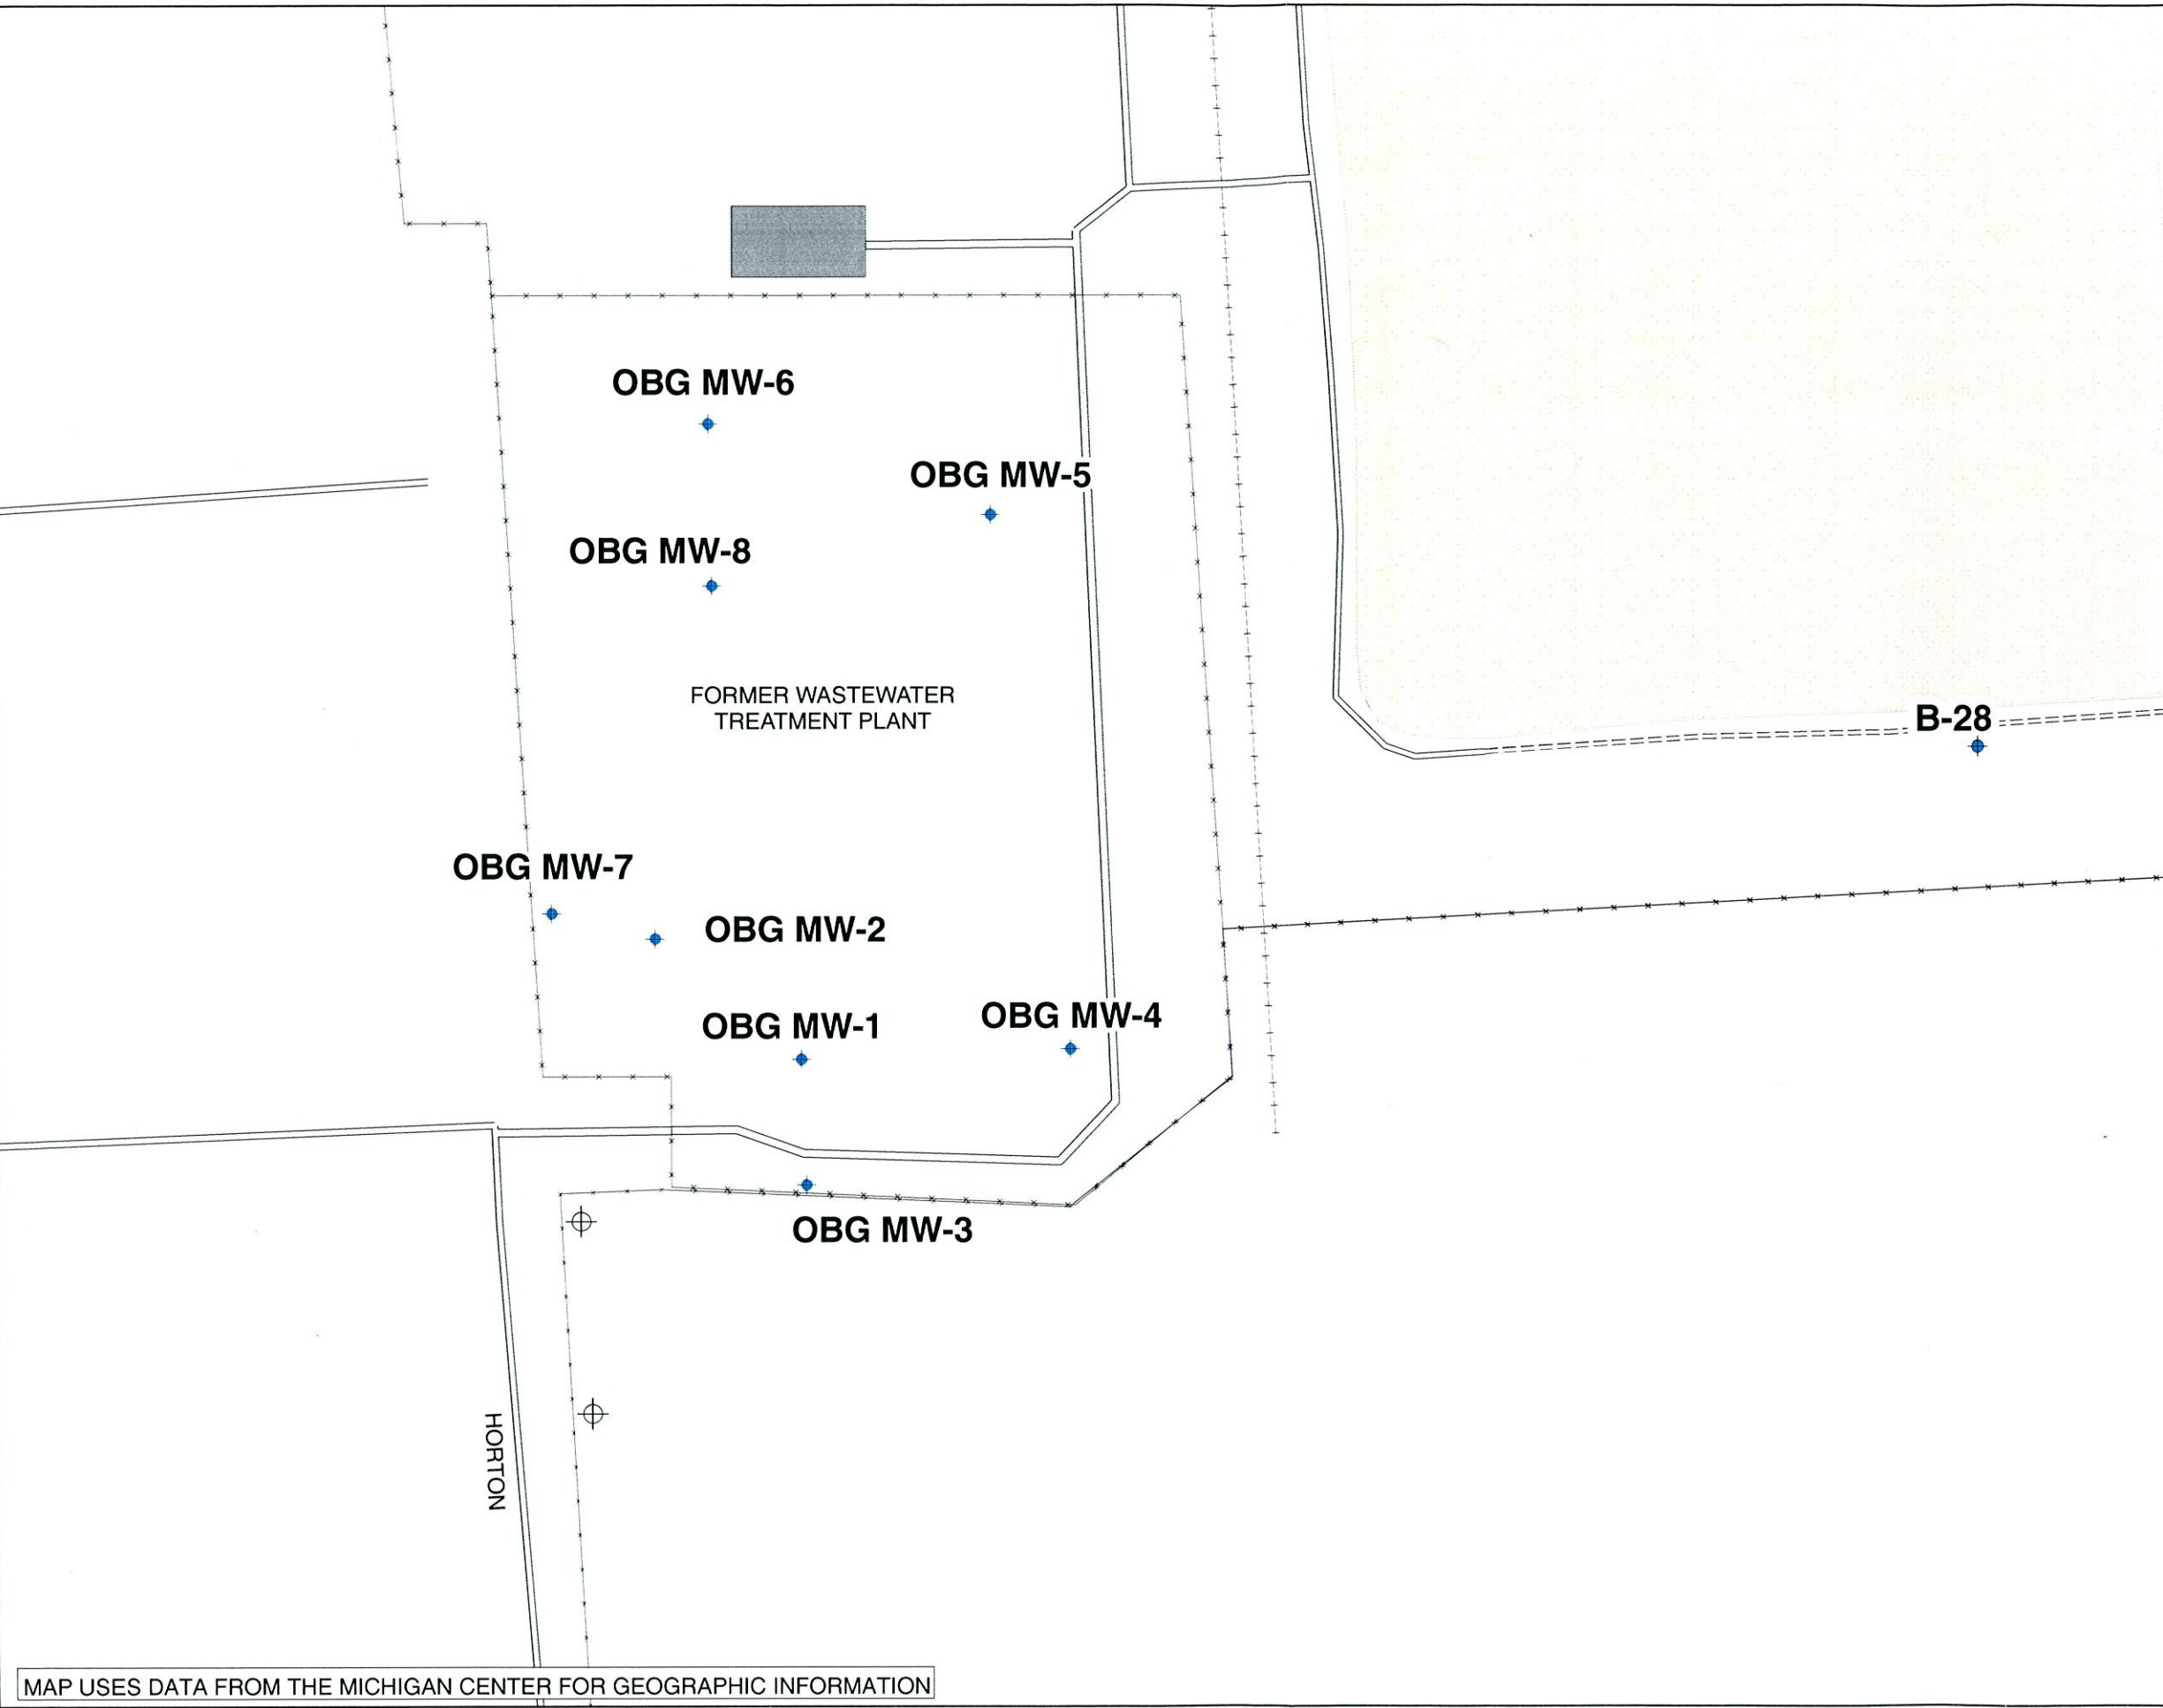 OBG MW-6
OBG MW-5
OBG MW-8
FORMER WASTEWATER
TREATMENT PLANT
B-28
OBG MW-7
OBG MW-2
OBG MW-4
OBG MW-1
OBG MW-3
HORTON
MAP USES DATA FROM THE MICHIGAN CENTER FOR GEOGRAPHIC INFORMATION